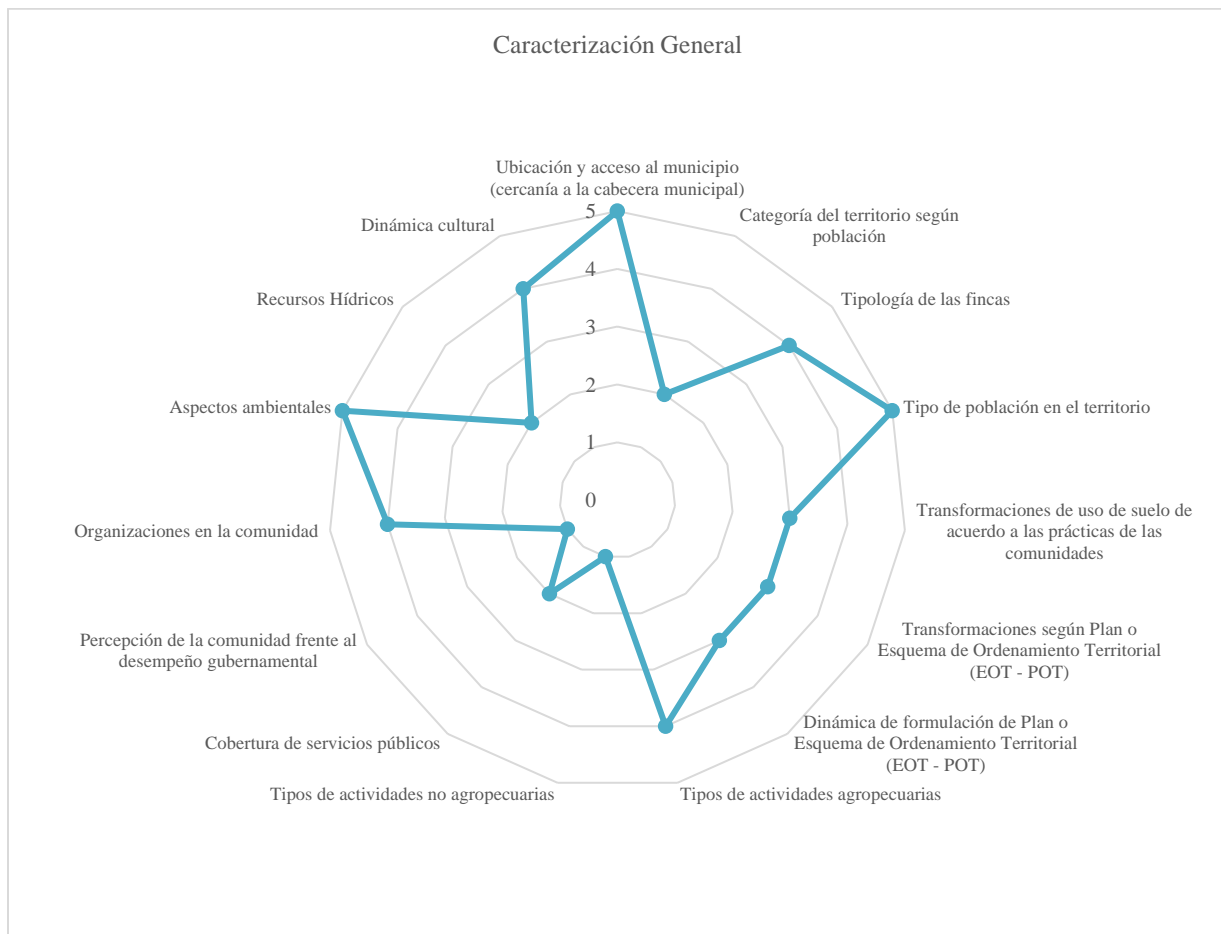 Caracterización General
Ubicación y acceso al municipio
(cercanía a la cabecera municipal)
Categoría del territorio según
población
Tipología de las fincas
Tipo de población en el territorio
Transformaciones de uso de suelo de
acuerdo a las prácticas de las
comunidades
Transformaciones según Plan o
Esquema de Ordenamiento Territorial
(EOT - POT)
Dinámica de formulación de Plan o
Esquema de Ordenamiento Territorial
(EOT - POT)
Tipos de actividades agropecuarias
Tipos de actividades no agropecuarias
Cobertura de servicios públicos
Percepción de la comunidad frente al
desempeño gubernamental
Organizaciones en la comunidad
Aspectos ambientales
Recursos Hídricos
Dinámica cultural
5
4
3
2
1
0